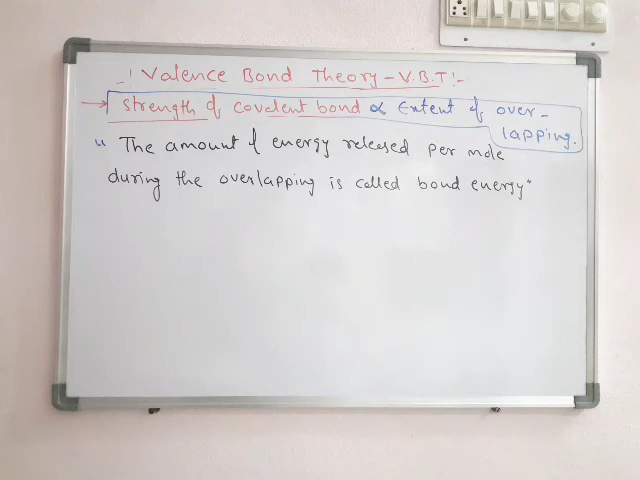 -! Valence Bond Theory - V.B.T !-
→ Strength of covelent bond ∝ Extent of over-
lapping.
" The amount of energy released per mole
during the overlapping is called bond energy"